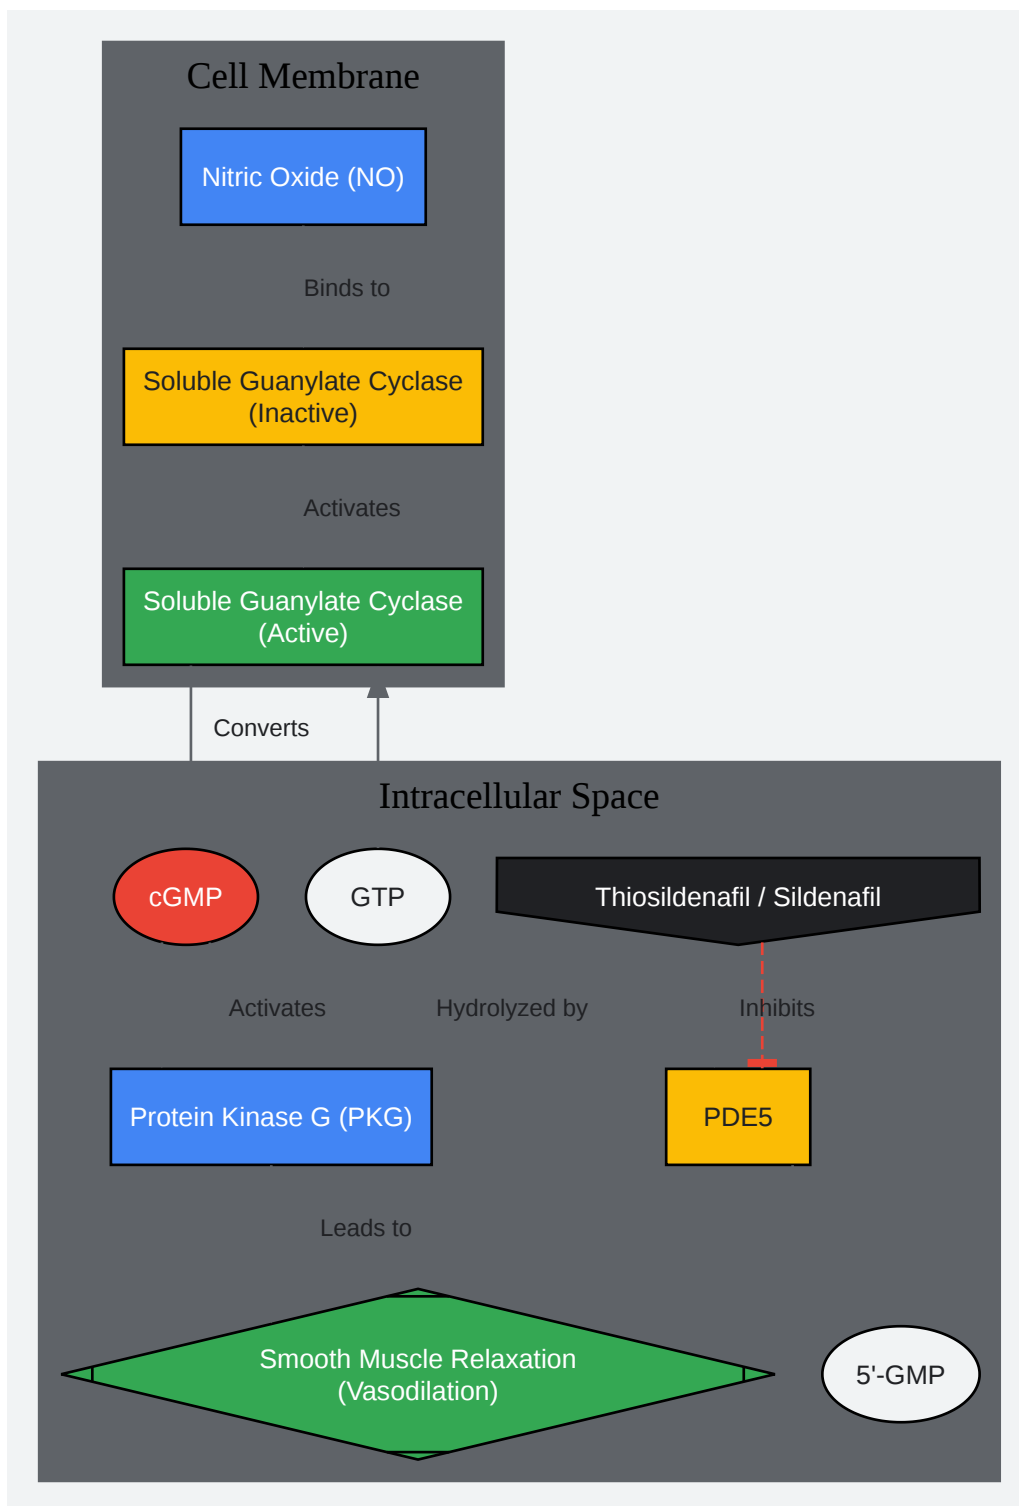 Cell Membrane
Nitric Oxide (NO)
Binds to
Soluble Guanylate Cyclase
(Inactive)
Activates
Soluble Guanylate Cyclase
(Active)
Converts
Intracellular Space
cGMP
GTP
Thiosildenafil / Sildenafil
Activates
Hydrolyzed by
Inhibits
Protein Kinase G (PKG)
PDE5
Leads to
Smooth Muscle Relaxation
(Vasodilation)
5'-GMP